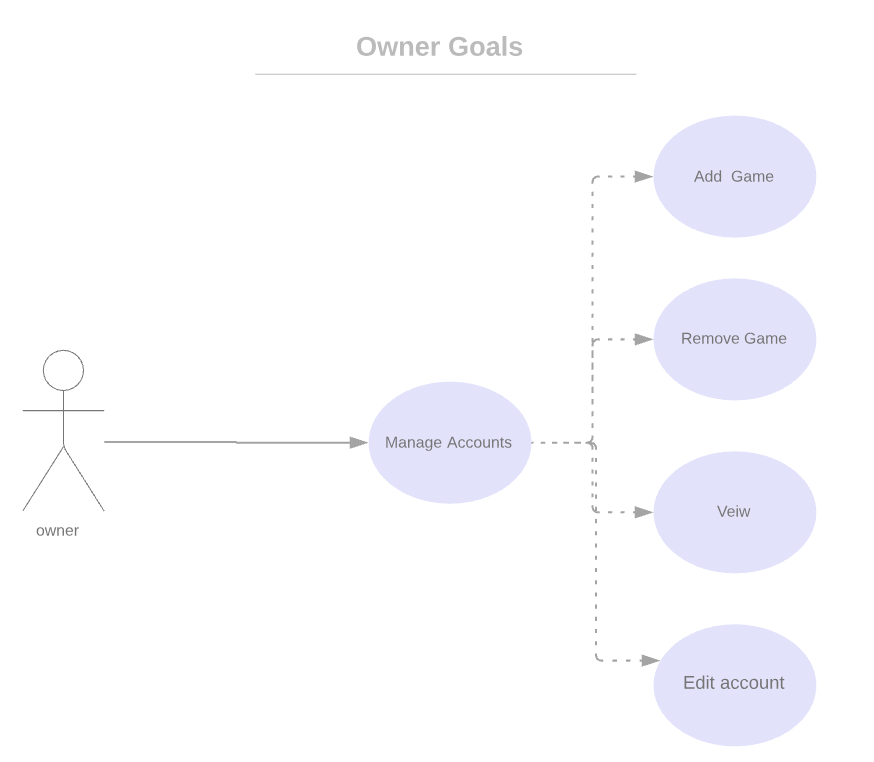 Owner Goals
Add Game
Remove Game
Manage Accounts
Veiw
owner
Edit account